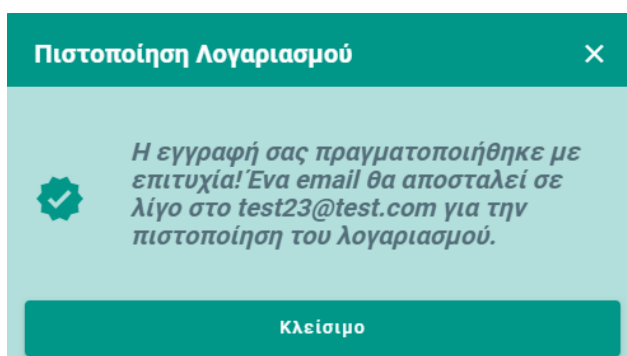 Πιστοποίηση Λογαριασμού
Η εγγραφή σας πραγματοποιήθηκε με
επιτυχία! Ένα email θα αποσταλεί σε
λίγο στο test23@test.com για την
πιστοποίηση του λογαριασμού.
Κλείσιμο